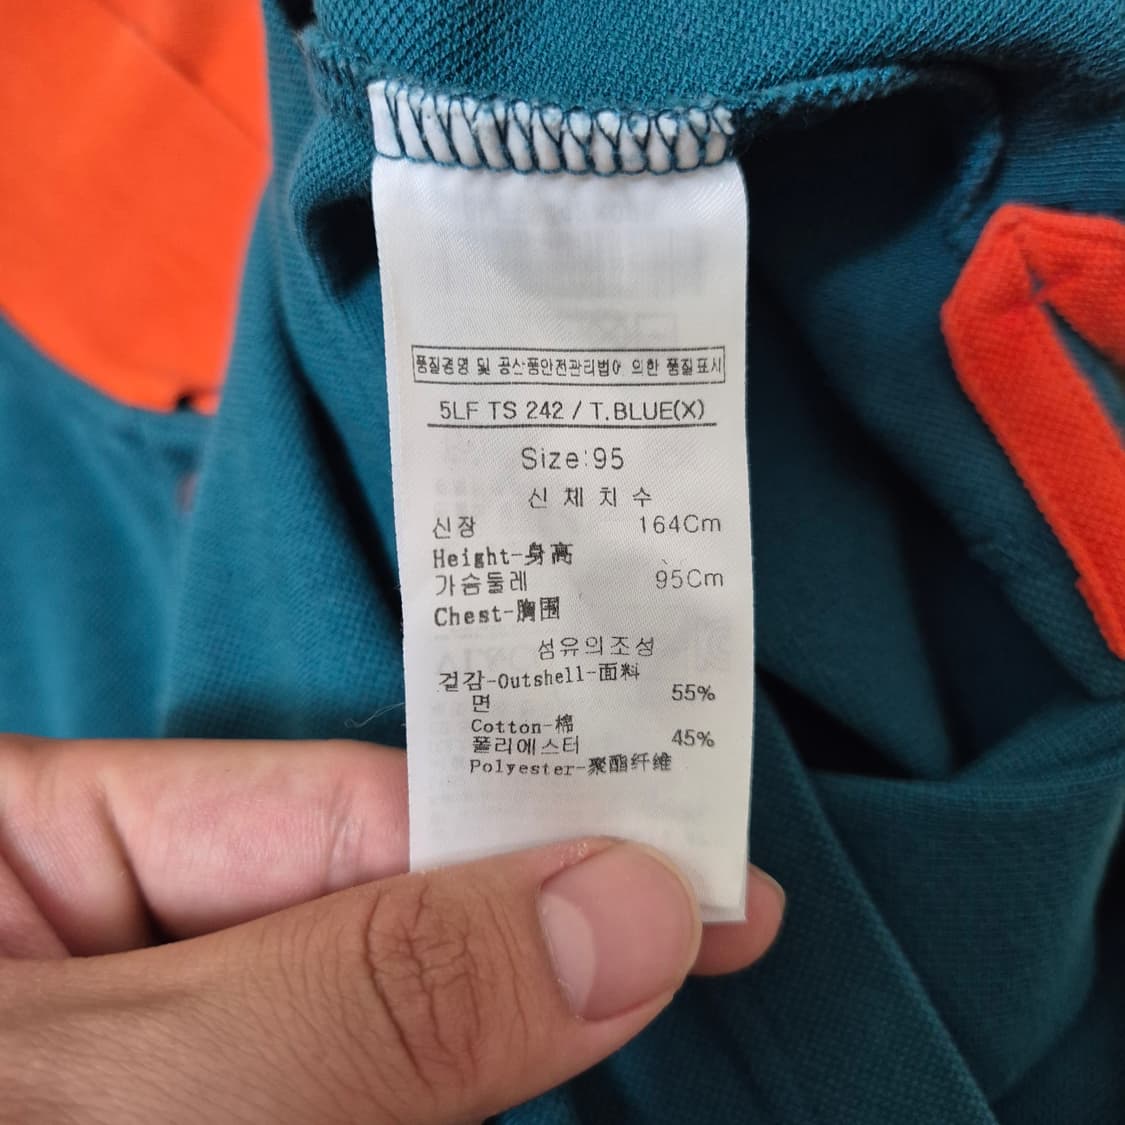 품질경영 및 공산품안전관리법에 의한 품질표시
5LF TS 242 / T.BLUE(X)
Size:95
신 체 치 수
신장 164Cm
Height-身高
가슴둘레 95Cm
Chest-胸围
섬유의조성
겉감-Outshell-面料
면 55%
Cotton-棉
폴리에스터 45%
Polyester-聚酯纤维